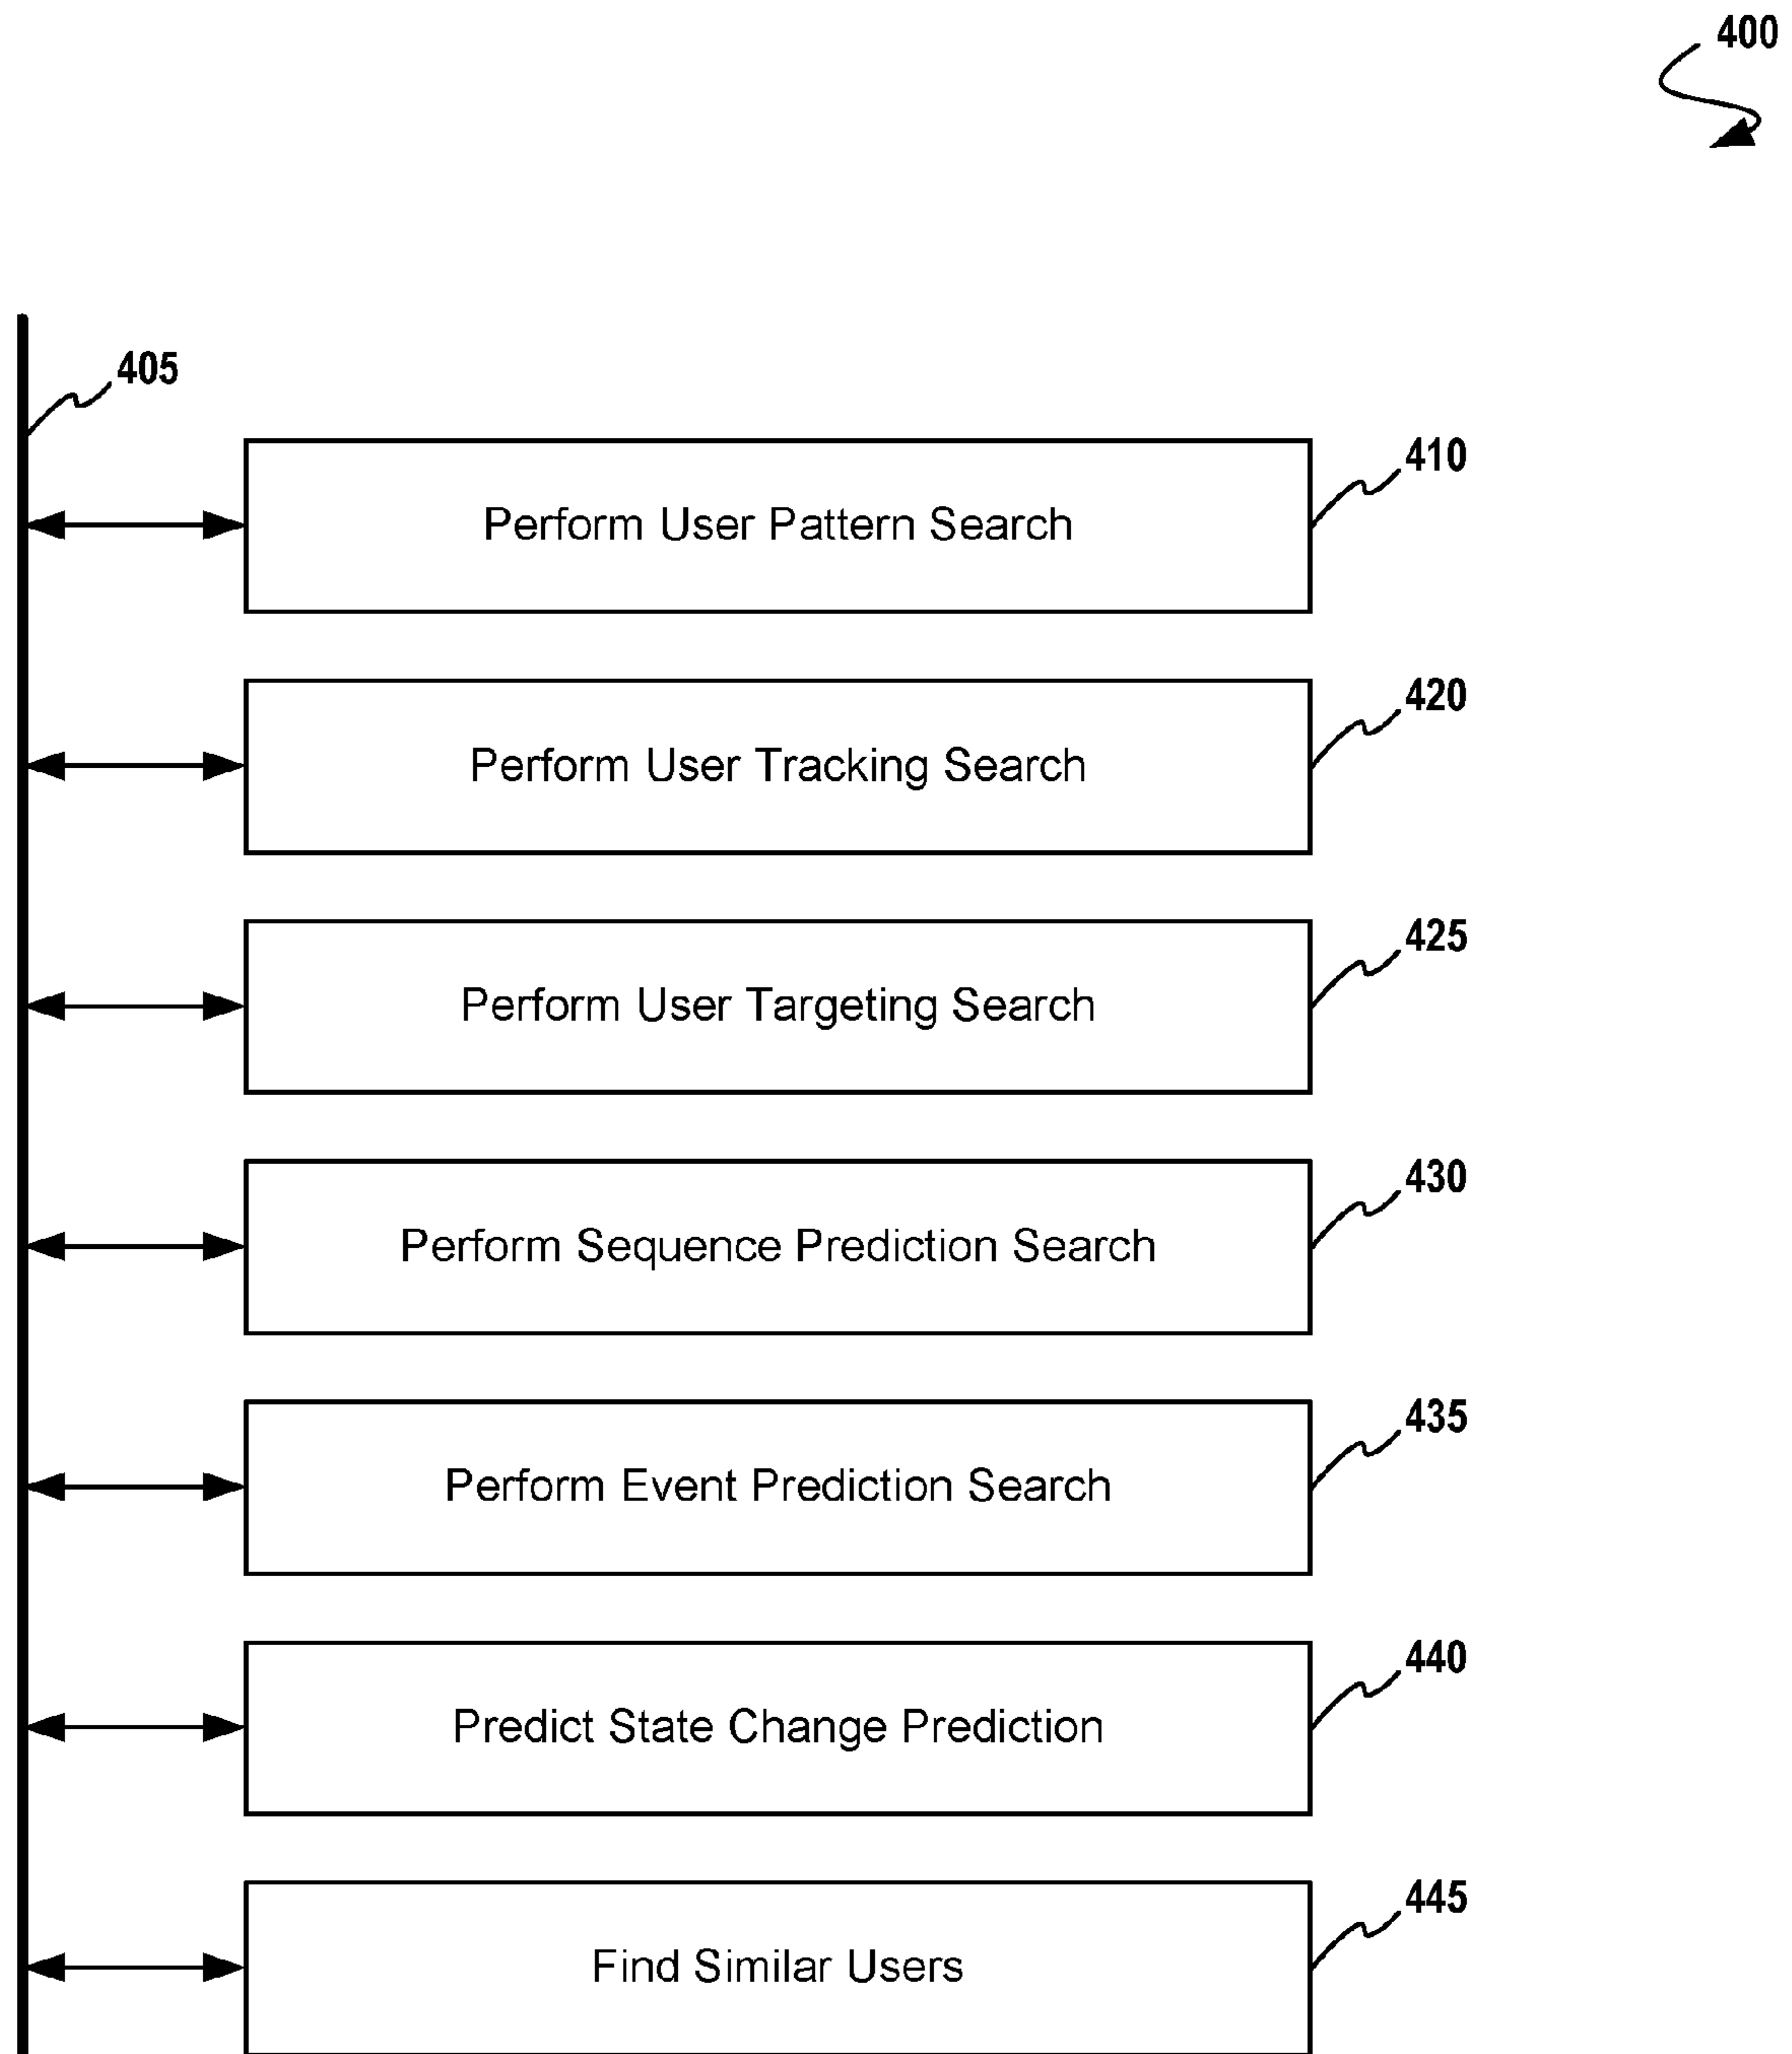 400
405
410
Perform User Pattern Search
420
Perform User Tracking Search
425
Perform User Targeting Search
430
Perform Sequence Prediction Search
435
Perform Event Prediction Search
440
Predict State Change Prediction
445
Find Similar Users